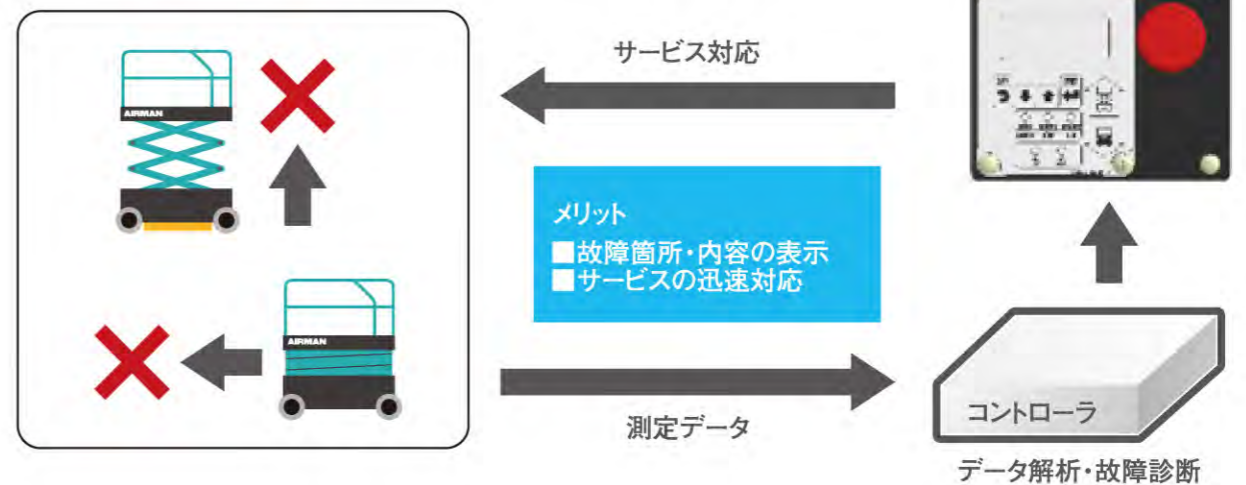 サービス対応
AIRMAN
メリット
■故障箇所・内容の表示
■サービスの迅速対応
AIRMAN
測定データ
コントローラ
データ解析・故障診断